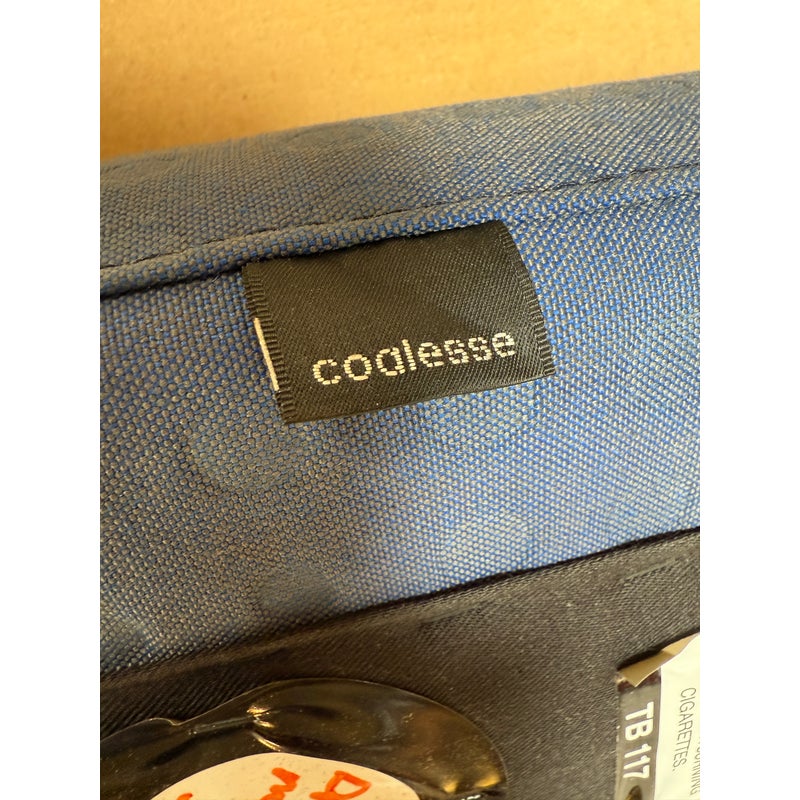 coalesse
CIGARETTES.
TB 117